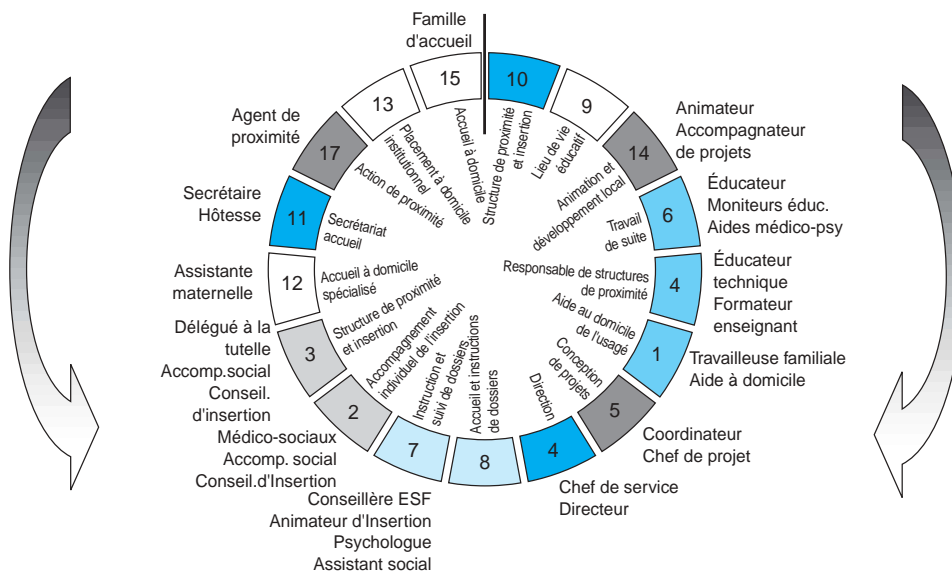 Famille
d'accueil
15
Accueil à domicile
10
Structure de proximité
et insertion
9
Lieu de vie
éducatif
Animateur
Accompagnateur
de projets
14
Animation et
développement local
Éducateur
Moniteurs éduc.
Aides médico-psy
6
Travail
de suite
Éducateur
technique
Formateur
enseignant
4
Responsable de structures
de proximité
Travailleuse familiale
Aide à domicile
1
Aide au domicile
de l'usagé
Coordinateur
Chef de projet
5
Conception
de projets
Chef de service
Directeur
4
Direction
8
Accueil et instructions
de dossiers
Conseillère ESF
Animateur d'Insertion
Psychologue
Assistant social
7
Instruction et
suivi de dossiers
Médico-sociaux
Accomp. social
Conseil.d'Insertion
2
Accompagnement
individuel de l'insertion
Délégué à la
tutelle
Accomp.social
Conseil.
d'insertion
3
Structure de proximité
et insertion
Assistante
maternelle
12
Accueil à domicile
spécialisé
Secrétaire
Hôtesse
11
Secrétariat
accueil
Agent de
proximité
17
Action de proximité
13
Placement à domicile
institutionnel